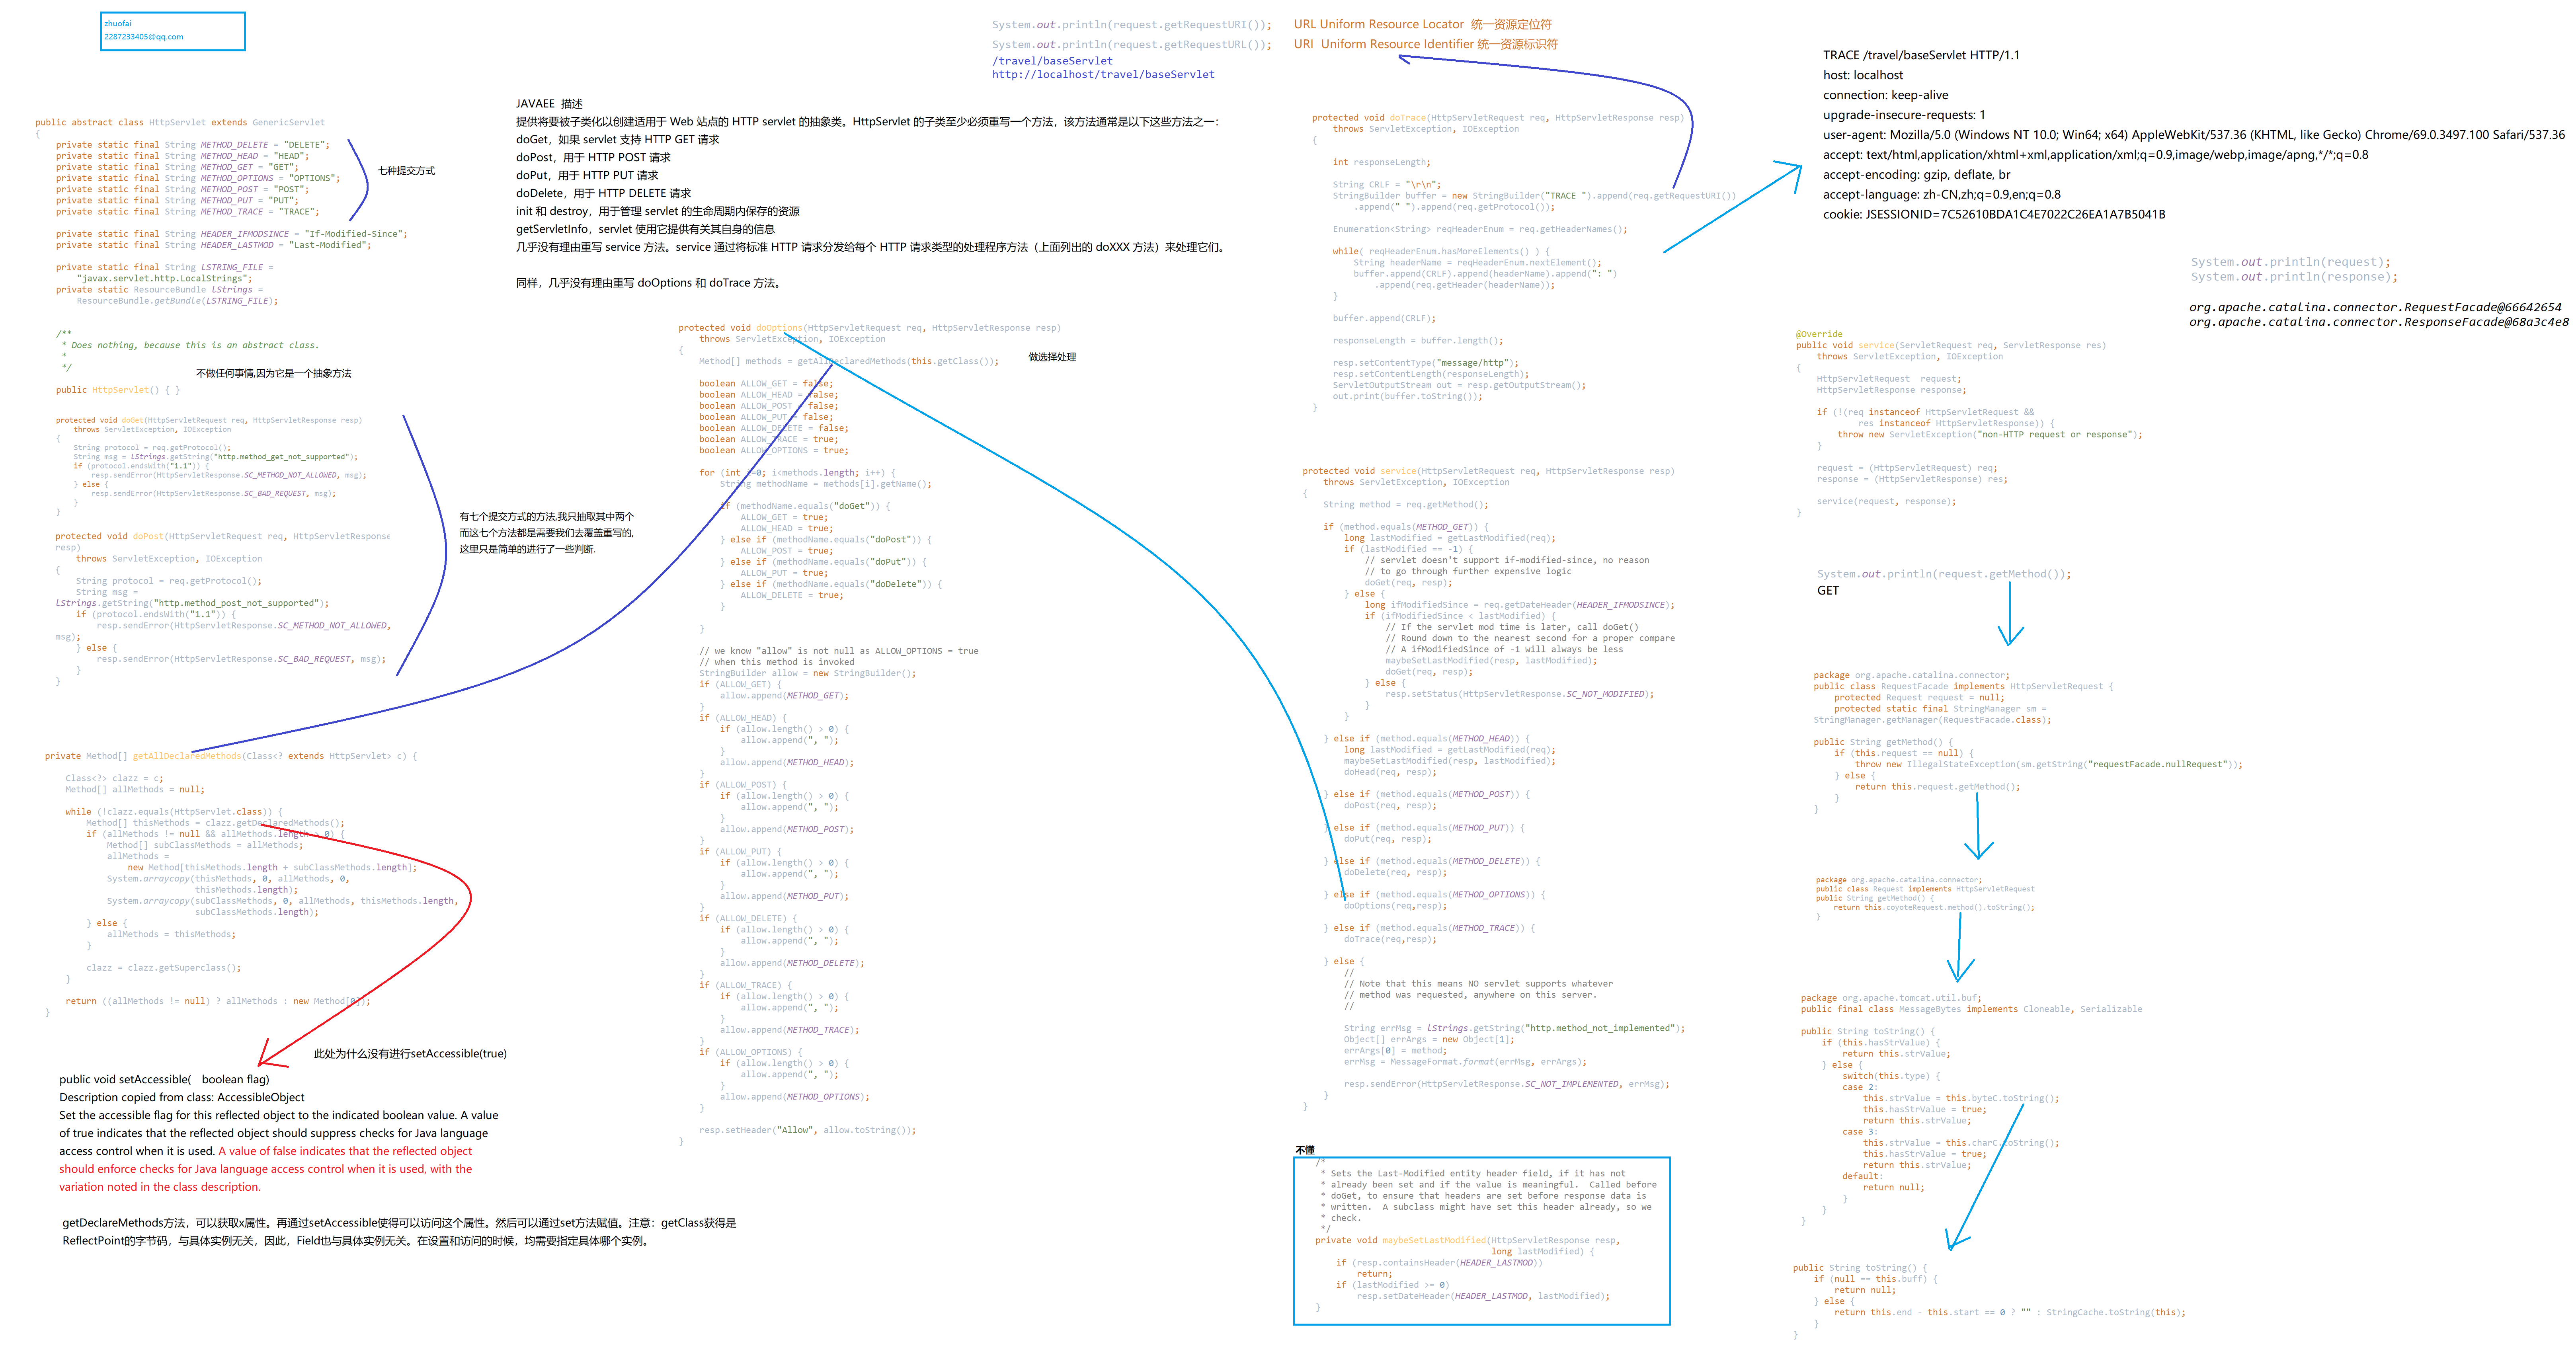 zhuofai
2287233405@qq.com
System.out.println(request.getRequestURI());
System.out.println(request.getRequestURL());
/travel/baseServlet
http://localhost/travel/baseServlet
URL Uniform Resource Locator 统一资源定位符
URI Uniform Resource Identifier 统一资源标识符
public abstract class HttpServlet extends GenericServlet
{
private static final String METHOD_DELETE = "DELETE";
private static final String METHOD_HEAD = "HEAD";
private static final String METHOD_GET = "GET";
private static final String METHOD_OPTIONS = "OPTIONS";
private static final String METHOD_POST = "POST";
private static final String METHOD_PUT = "PUT";
private static final String METHOD_TRACE = "TRACE";
private static final String HEADER_IFMODSINCE = "If-Modified-Since";
private static final String HEADER_LASTMOD = "Last-Modified";
private static final String LSTRING_FILE =
"javax.servlet.http.LocalStrings";
private static ResourceBundle lStrings =
ResourceBundle.getBundle(LSTRING_FILE);
七种提交方式
/**
* Does nothing, because this is an abstract class.
*
*/
不做任何事情,因为它是一个抽象方法
public HttpServlet() { }
protected void doGet(HttpServletRequest req, HttpServletResponse resp)
throws ServletException, IOException
{
String protocol = req.getProtocol();
String msg = lStrings.getString("http.method_get_not_supported");
if (protocol.endsWith("1.1")) {
resp.sendError(HttpServletResponse.SC_METHOD_NOT_ALLOWED, msg);
} else {
resp.sendError(HttpServletResponse.SC_BAD_REQUEST, msg);
}
}
protected void doPost(HttpServletRequest req, HttpServletResponse
resp)
throws ServletException, IOException
{
String protocol = req.getProtocol();
String msg =
lStrings.getString("http.method_post_not_supported");
if (protocol.endsWith("1.1")) {
resp.sendError(HttpServletResponse.SC_METHOD_NOT_ALLOWED,
msg);
} else {
resp.sendError(HttpServletResponse.SC_BAD_REQUEST, msg);
}
}
有七个提交方式的方法,我只抽取其中两个
而这七个方法都是需要我们去覆盖重写的,
这里只是简单的进行了一些判断.
private Method[] getAllDeclaredMethods(Class<? extends HttpServlet> c) {
Class<?> clazz = c;
Method[] allMethods = null;
while (!clazz.equals(HttpServlet.class)) {
Method[] thisMethods = clazz.getDeclaredMethods();
if (allMethods != null && allMethods.length > 0) {
Method[] subClassMethods = allMethods;
allMethods =
new Method[thisMethods.length + subClassMethods.length];
System.arraycopy(thisMethods, 0, allMethods, 0,
thisMethods.length);
System.arraycopy(subClassMethods, 0, allMethods, thisMethods.length,
subClassMethods.length);
} else {
allMethods = thisMethods;
}
clazz = clazz.getSuperclass();
}
return ((allMethods != null) ? allMethods : new Method[0]);
}
此处为什么没有进行setAccessible(true)
public void setAccessible( boolean flag)
Description copied from class: AccessibleObject
Set the accessible flag for this reflected object to the indicated boolean value. A value
of true indicates that the reflected object should suppress checks for Java language
access control when it is used. A value of false indicates that the reflected object
should enforce checks for Java language access control when it is used, with the
variation noted in the class description.
getDeclareMethods方法，可以获取x属性。再通过setAccessible使得可以访问这个属性。然后可以通过set方法赋值。注意：getClass获得是
ReflectPoint的字节码，与具体实例无关，因此，Field也与具体实例无关。在设置和访问的时候，均需要指定具体哪个实例。
JAVAEE 描述
提供将要被子类化以创建适用于 Web 站点的 HTTP servlet 的抽象类。HttpServlet 的子类至少必须重写一个方法，该方法通常是以下这些方法之一：
doGet，如果 servlet 支持 HTTP GET 请求
doPost，用于 HTTP POST 请求
doPut，用于 HTTP PUT 请求
doDelete，用于 HTTP DELETE 请求
init 和 destroy，用于管理 servlet 的生命周期内保存的资源
getServletInfo，servlet 使用它提供有关其自身的信息
几乎没有理由重写 service 方法。service 通过将标准 HTTP 请求分发给每个 HTTP 请求类型的处理程序方法（上面列出的 doXXX 方法）来处理它们。
同样，几乎没有理由重写 doOptions 和 doTrace 方法。
protected void doOptions(HttpServletRequest req, HttpServletResponse resp)
throws ServletException, IOException
{
Method[] methods = getAllDeclaredMethods(this.getClass());
做选择处理
boolean ALLOW_GET = false;
boolean ALLOW_HEAD = false;
boolean ALLOW_POST = false;
boolean ALLOW_PUT = false;
boolean ALLOW_DELETE = false;
boolean ALLOW_TRACE = true;
boolean ALLOW_OPTIONS = true;
for (int i=0; i<methods.length; i++) {
String methodName = methods[i].getName();
if (methodName.equals("doGet")) {
ALLOW_GET = true;
ALLOW_HEAD = true;
} else if (methodName.equals("doPost")) {
ALLOW_POST = true;
} else if (methodName.equals("doPut")) {
ALLOW_PUT = true;
} else if (methodName.equals("doDelete")) {
ALLOW_DELETE = true;
}
}
// we know "allow" is not null as ALLOW_OPTIONS = true
// when this method is invoked
StringBuilder allow = new StringBuilder();
if (ALLOW_GET) {
allow.append(METHOD_GET);
}
if (ALLOW_HEAD) {
if (allow.length() > 0) {
allow.append(", ");
}
allow.append(METHOD_HEAD);
}
if (ALLOW_POST) {
if (allow.length() > 0) {
allow.append(", ");
}
allow.append(METHOD_POST);
}
if (ALLOW_PUT) {
if (allow.length() > 0) {
allow.append(", ");
}
allow.append(METHOD_PUT);
}
if (ALLOW_DELETE) {
if (allow.length() > 0) {
allow.append(", ");
}
allow.append(METHOD_DELETE);
}
if (ALLOW_TRACE) {
if (allow.length() > 0) {
allow.append(", ");
}
allow.append(METHOD_TRACE);
}
if (ALLOW_OPTIONS) {
if (allow.length() > 0) {
allow.append(", ");
}
allow.append(METHOD_OPTIONS);
}
resp.setHeader("Allow", allow.toString());
}
protected void doTrace(HttpServletRequest req, HttpServletResponse resp)
throws ServletException, IOException
{
int responseLength;
String CRLF = "\r\n";
StringBuilder buffer = new StringBuilder("TRACE ").append(req.getRequestURI())
.append(" ").append(req.getProtocol());
Enumeration<String> reqHeaderEnum = req.getHeaderNames();
while( reqHeaderEnum.hasMoreElements() ) {
String headerName = reqHeaderEnum.nextElement();
buffer.append(CRLF).append(headerName).append(": ")
.append(req.getHeader(headerName));
}
buffer.append(CRLF);
responseLength = buffer.length();
resp.setContentType("message/http");
resp.setContentLength(responseLength);
ServletOutputStream out = resp.getOutputStream();
out.print(buffer.toString());
}
protected void service(HttpServletRequest req, HttpServletResponse resp)
throws ServletException, IOException
{
String method = req.getMethod();
if (method.equals(METHOD_GET)) {
long lastModified = getLastModified(req);
if (lastModified == -1) {
// servlet doesn't support if-modified-since, no reason
// to go through further expensive logic
doGet(req, resp);
} else {
long ifModifiedSince = req.getDateHeader(HEADER_IFMODSINCE);
if (ifModifiedSince < lastModified) {
// If the servlet mod time is later, call doGet()
// Round down to the nearest second for a proper compare
// A ifModifiedSince of -1 will always be less
maybeSetLastModified(resp, lastModified);
doGet(req, resp);
} else {
resp.setStatus(HttpServletResponse.SC_NOT_MODIFIED);
}
}
} else if (method.equals(METHOD_HEAD)) {
long lastModified = getLastModified(req);
maybeSetLastModified(resp, lastModified);
doHead(req, resp);
} else if (method.equals(METHOD_POST)) {
doPost(req, resp);
} else if (method.equals(METHOD_PUT)) {
doPut(req, resp);
} else if (method.equals(METHOD_DELETE)) {
doDelete(req, resp);
} else if (method.equals(METHOD_OPTIONS)) {
doOptions(req,resp);
} else if (method.equals(METHOD_TRACE)) {
doTrace(req,resp);
} else {
//
// Note that this means NO servlet supports whatever
// method was requested, anywhere on this server.
//
String errMsg = lStrings.getString("http.method_not_implemented");
Object[] errArgs = new Object[1];
errArgs[0] = method;
errMsg = MessageFormat.format(errMsg, errArgs);
resp.sendError(HttpServletResponse.SC_NOT_IMPLEMENTED, errMsg);
}
}
不懂
/*
* Sets the Last-Modified entity header field, if it has not
* already been set and if the value is meaningful. Called before
* doGet, to ensure that headers are set before response data is
* written. A subclass might have set this header already, so we
* check.
*/
private void maybeSetLastModified(HttpServletResponse resp,
long lastModified) {
if (resp.containsHeader(HEADER_LASTMOD))
return;
if (lastModified >= 0)
resp.setDateHeader(HEADER_LASTMOD, lastModified);
}
TRACE /travel/baseServlet HTTP/1.1
host: localhost
connection: keep-alive
upgrade-insecure-requests: 1
user-agent: Mozilla/5.0 (Windows NT 10.0; Win64; x64) AppleWebKit/537.36 (KHTML, like Gecko) Chrome/69.0.3497.100 Safari/537.36
accept: text/html,application/xhtml+xml,application/xml;q=0.9,image/webp,image/apng,*/*;q=0.8
accept-encoding: gzip, deflate, br
accept-language: zh-CN,zh;q=0.9,en;q=0.8
cookie: JSESSIONID=7C52610BDA1C4E7022C26EA1A7B5041B
System.out.println(request);
System.out.println(response);
org.apache.catalina.connector.RequestFacade@66642654
org.apache.catalina.connector.ResponseFacade@68a3c4e8
@Override
public void service(ServletRequest req, ServletResponse res)
throws ServletException, IOException
{
HttpServletRequest request;
HttpServletResponse response;
if (!(req instanceof HttpServletRequest &&
res instanceof HttpServletResponse)) {
throw new ServletException("non-HTTP request or response");
}
request = (HttpServletRequest) req;
response = (HttpServletResponse) res;
service(request, response);
}
System.out.println(request.getMethod());
GET
package org.apache.catalina.connector;
public class RequestFacade implements HttpServletRequest {
protected Request request = null;
protected static final StringManager sm =
StringManager.getManager(RequestFacade.class);
public String getMethod() {
if (this.request == null) {
throw new IllegalStateException(sm.getString("requestFacade.nullRequest"));
} else {
return this.request.getMethod();
}
}
package org.apache.catalina.connector;
public class Request implements HttpServletRequest
public String getMethod() {
return this.coyoteRequest.method().toString();
}
package org.apache.tomcat.util.buf;
public final class MessageBytes implements Cloneable, Serializable
public String toString() {
if (this.hasStrValue) {
return this.strValue;
} else {
switch(this.type) {
case 2:
this.strValue = this.byteC.toString();
this.hasStrValue = true;
return this.strValue;
case 3:
this.strValue = this.charC.toString();
this.hasStrValue = true;
return this.strValue;
default:
return null;
}
}
}
public String toString() {
if (null == this.buff) {
return null;
} else {
return this.end - this.start == 0 ? "" : StringCache.toString(this);
}
}